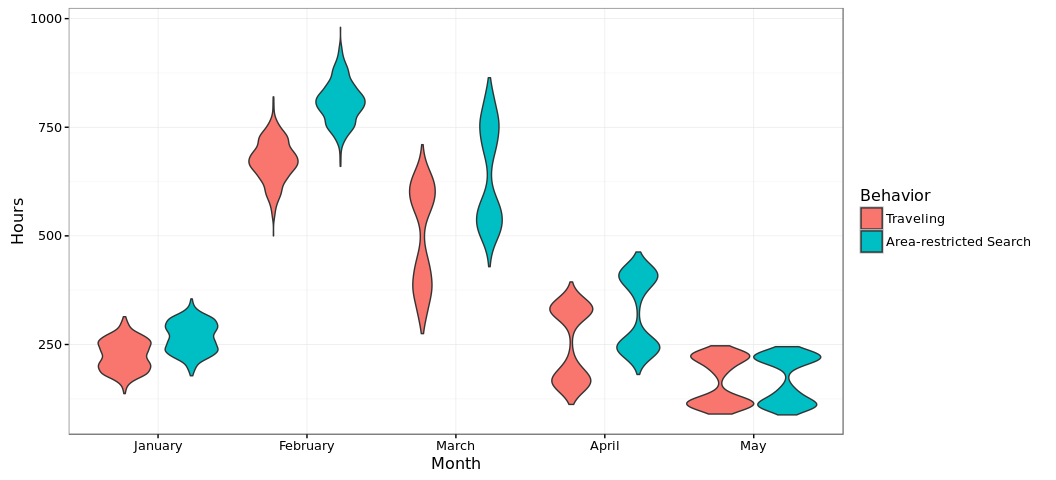 1000
750
500
250
Hours
January February March April May
Month
Behavior
Traveling
Area-restricted Search